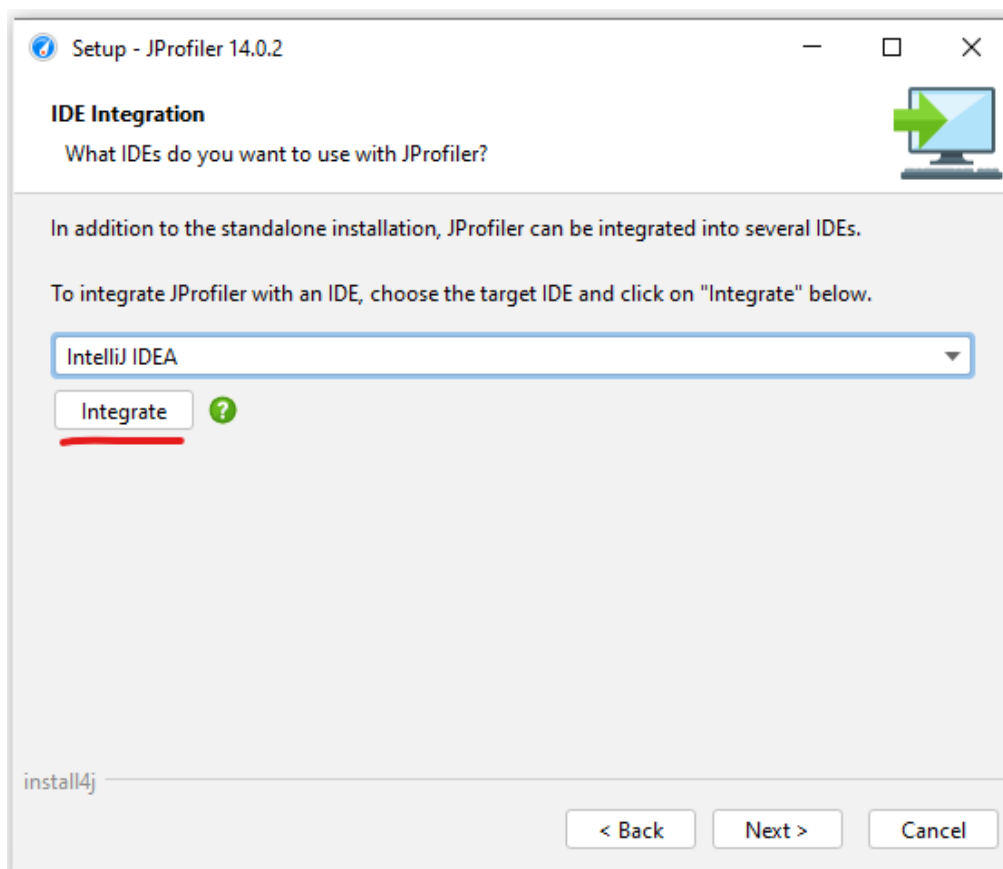 Setup - JProfiler 14.0.2
IDE Integration
What IDEs do you want to use with JProfiler?
In addition to the standalone installation, JProfiler can be integrated into several IDEs.
To integrate JProfiler with an IDE, choose the target IDE and click on "Integrate" below.
IntelliJ IDEA
Integrate ?
install4j
< Back Next > Cancel